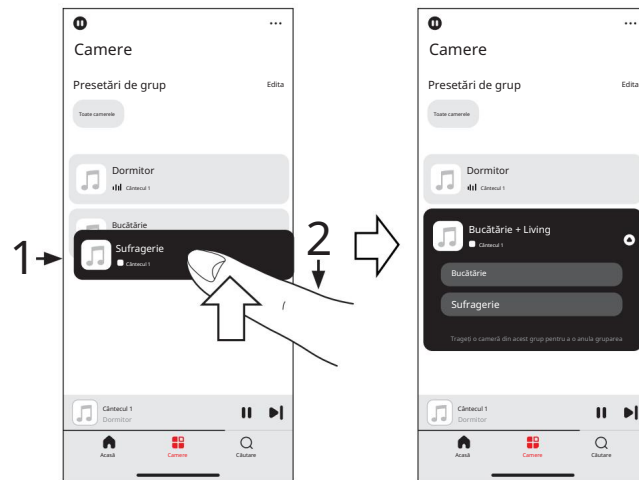 Camere
Presetări de grup
Edita
Toate camerele
Dormitor
Cântecul 1
Bucătărie
Sufragerie
Cântecul 1
1
2
Cântecul 1
Dormitor
Acasă
Camere
Căutare
Camere
Presetări de grup
Edita
Toate camerele
Dormitor
Cântecul 1
Bucătărie + Living
Cântecul 1
Bucătărie
Sufragerie
Trageți o cameră din acest grup pentru a o anula gruparea
Cântecul 1
Dormitor
Acasă
Camere
Căutare